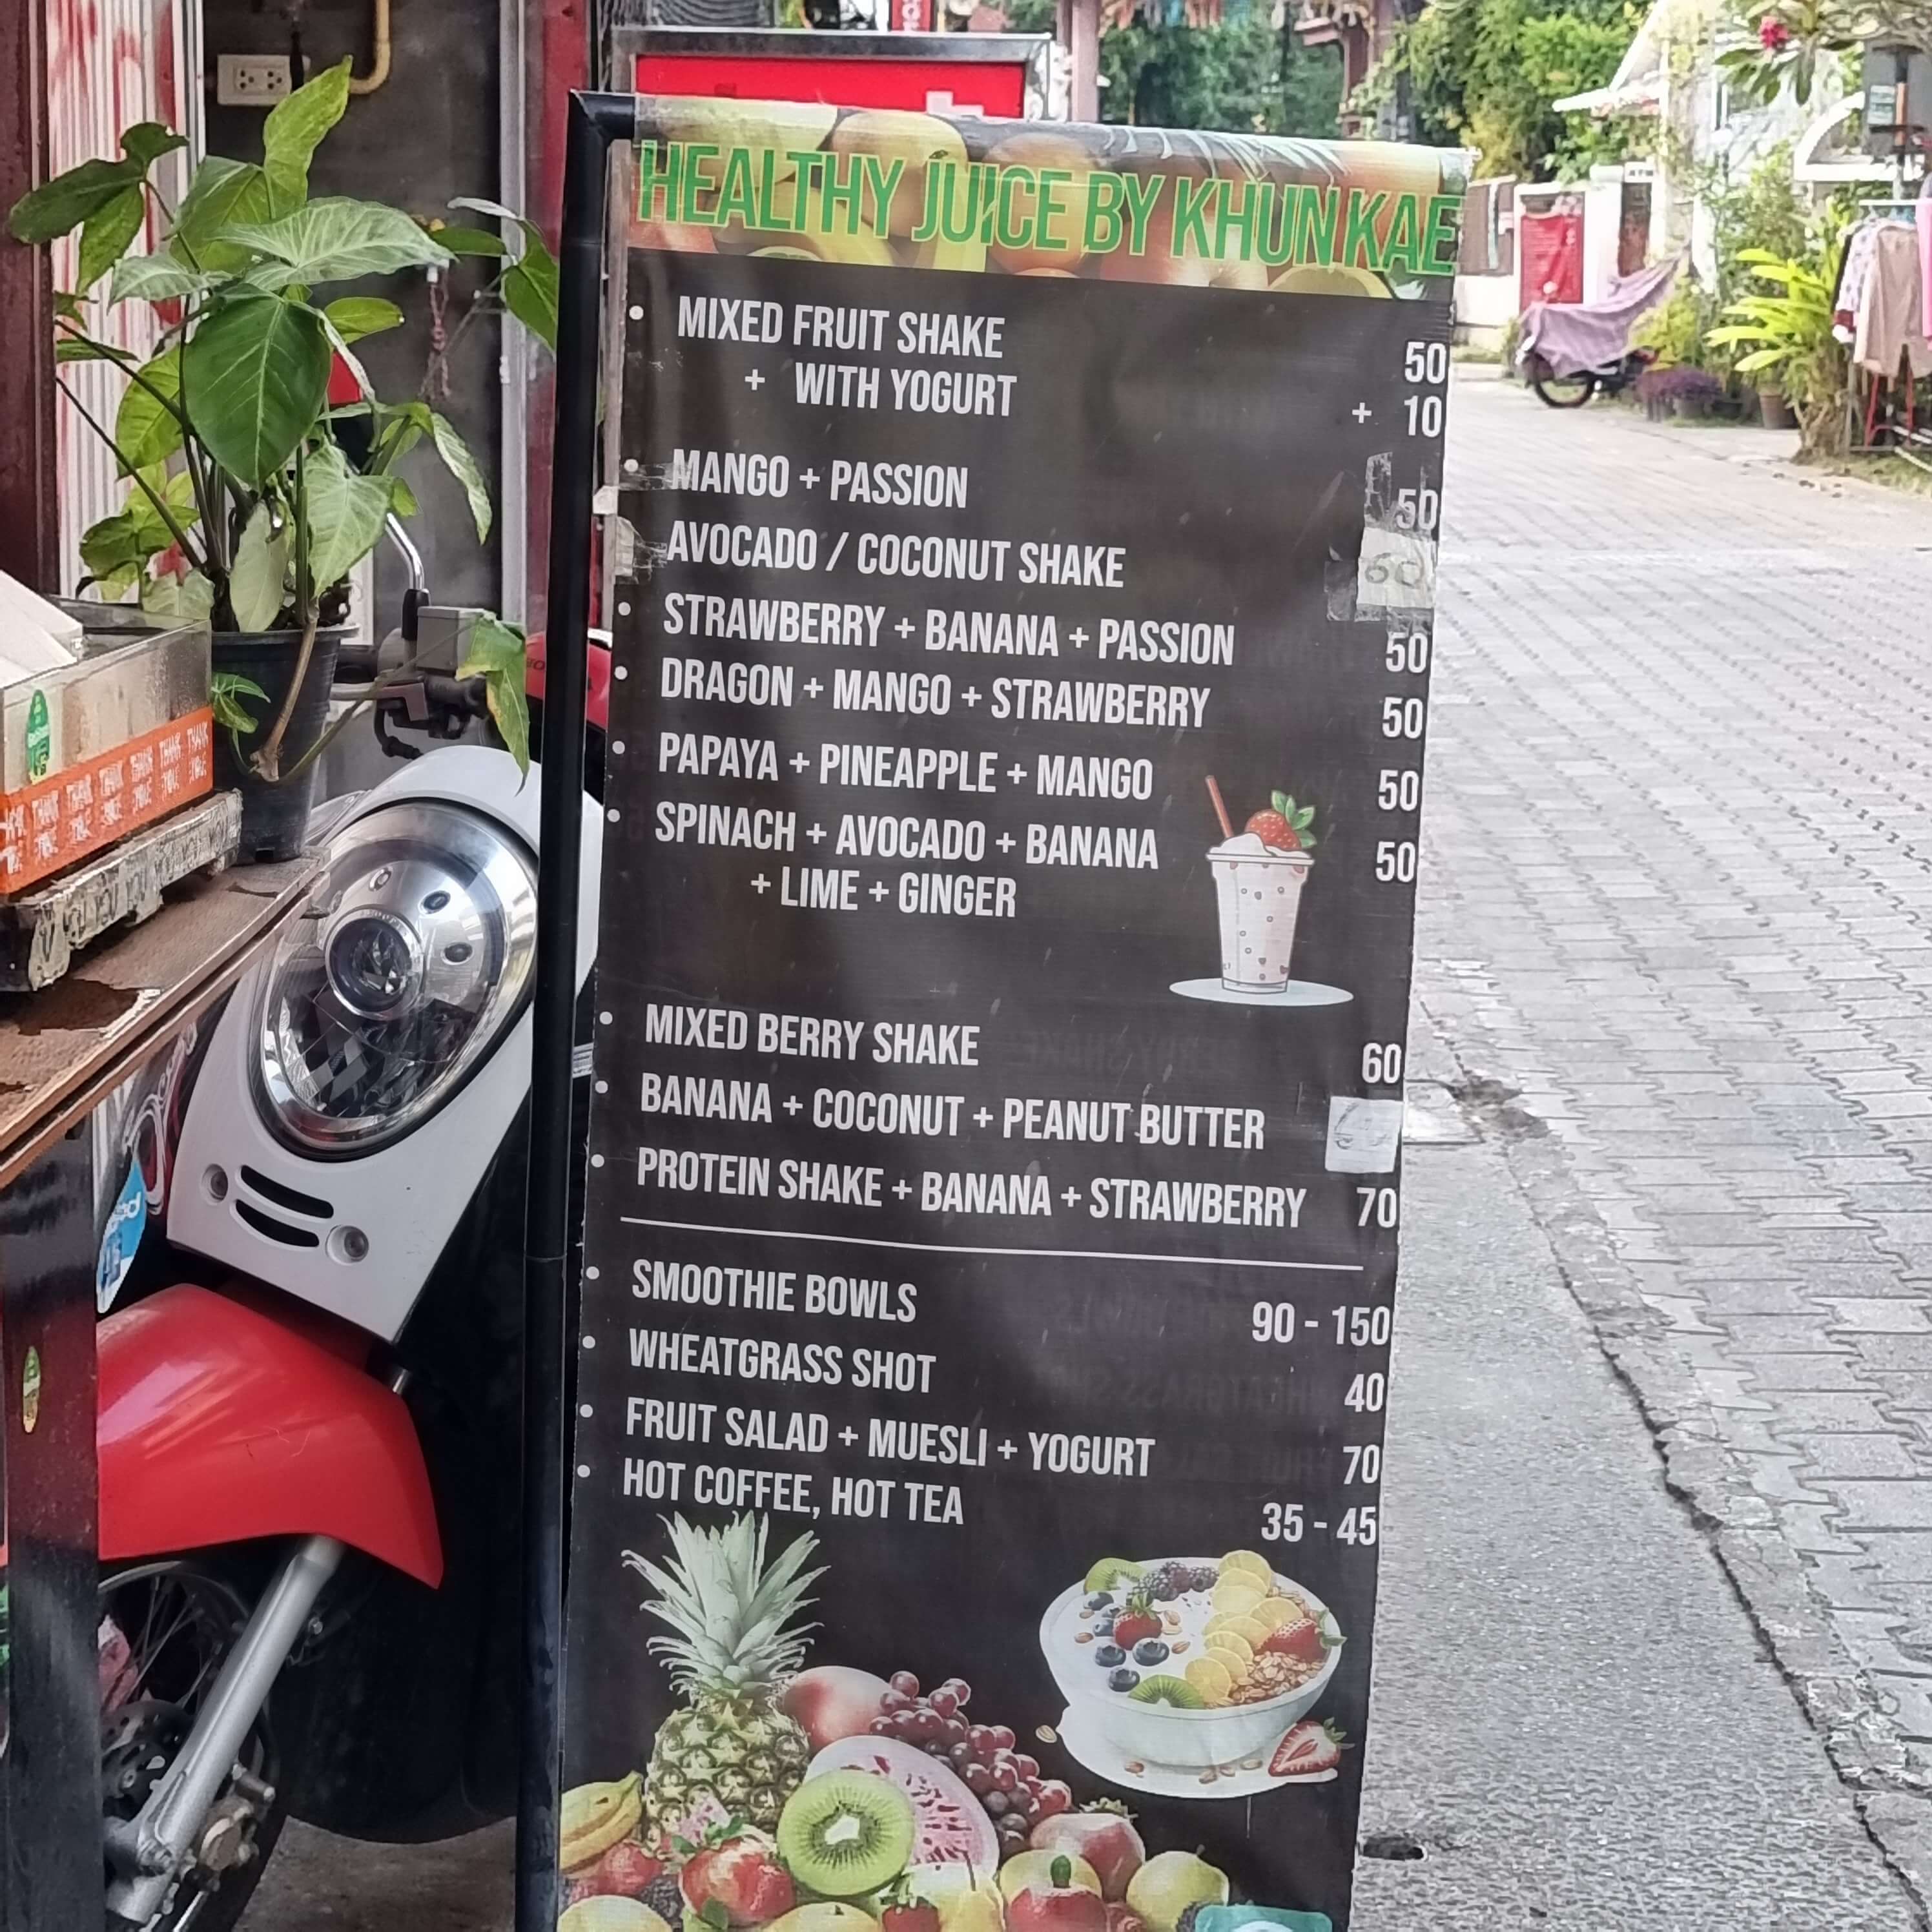 HEALTHY JUICE BY KHUN KAE
• MIXED FRUIT SHAKE 50
+ WITH YOGURT + 10
• MANGO + PASSION 50
AVOCADO / COCONUT SHAKE 60
• STRAWBERRY + BANANA + PASSION 50
• DRAGON + MANGO + STRAWBERRY 50
• PAPAYA + PINEAPPLE + MANGO 50
• SPINACH + AVOCADO + BANANA 50
+ LIME + GINGER
• MIXED BERRY SHAKE 60
• BANANA + COCONUT + PEANUT BUTTER
• PROTEIN SHAKE + BANANA + STRAWBERRY 70
• SMOOTHIE BOWLS 90 - 150
• WHEATGRASS SHOT 40
• FRUIT SALAD + MUESLI + YOGURT 70
• HOT COFFEE, HOT TEA 35 - 45